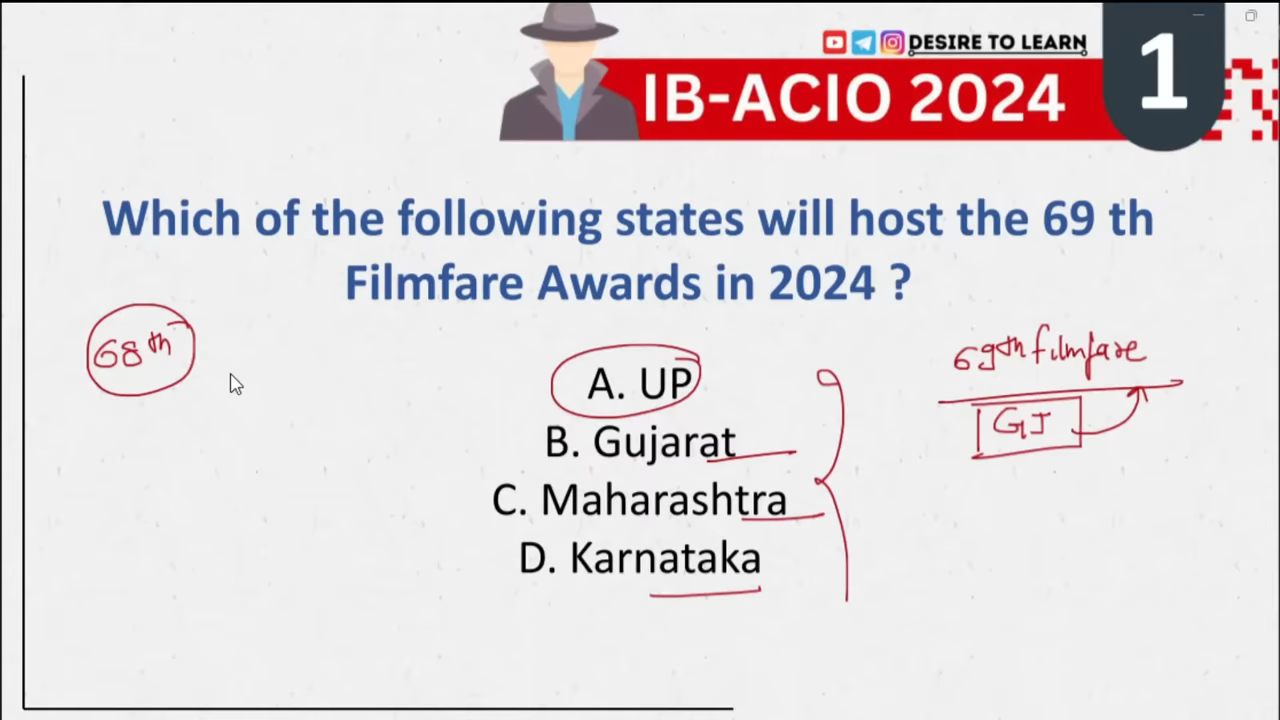 DESIRE TO LEARN
IB-ACIO 2024
1
Which of the following states will host the 69 th
Filmfare Awards in 2024 ?
68th
A. UP
B. Gujarat
C. Maharashtra
D. Karnataka
69th filmfare
GJ